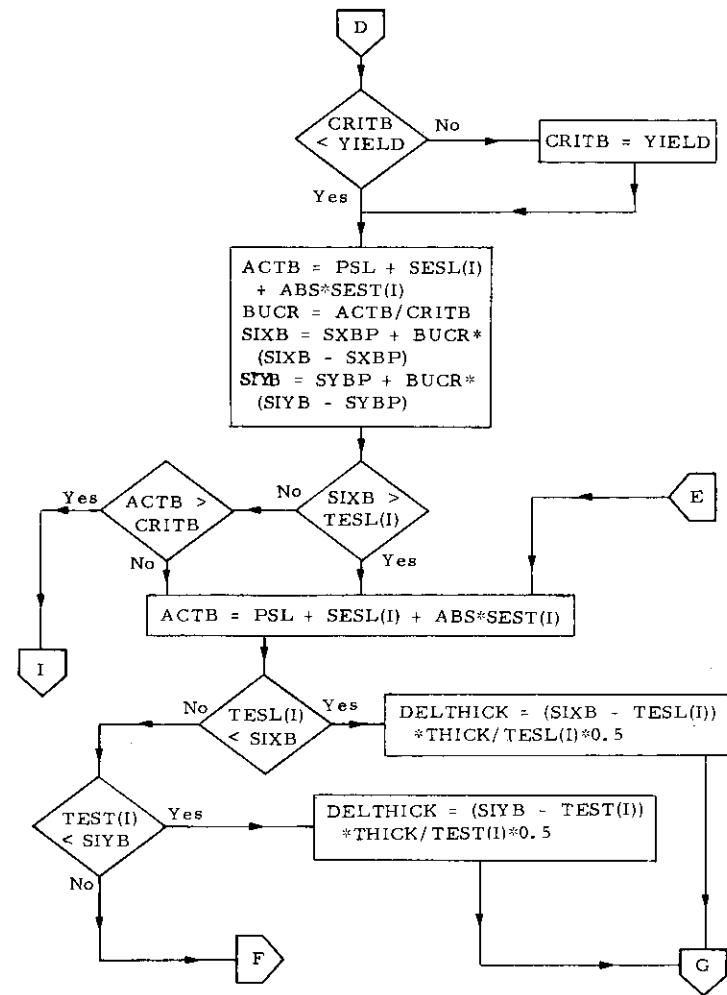 D
CRITB
< YIELD
No
CRITB = YIELD
Yes
ACTB = PSL + SESL(I)
+ ABS*SEST(I)
BUCR = ACTB/CRITB
SIXB = SXBP + BUCR*
(SIXB - SXBP)
SIYB = SYBP + BUCR*
(SIYB - SYBP)
Yes
ACTB >
CRITB
No
SIXB >
TESL(I)
E
No
Yes
ACTB = PSL + SESL(I) + ABS*SEST(I)
I
No
TESL(I)
< SIXB
Yes
DELTHICK = (SIXB - TESL(I))
*THICK/TESL(I)*0.5
TEST(I)
< SIYB
Yes
DELTHICK = (SIYB - TEST(I))
*THICK/TEST(I)*0.5
No
F
G